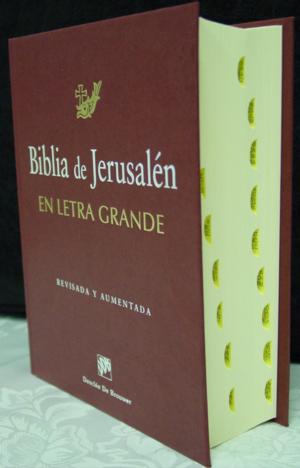 Biblia de Jerusalén
EN LETRA GRANDE
REVISADA Y AUMENTADA
Desclée De Brouwer